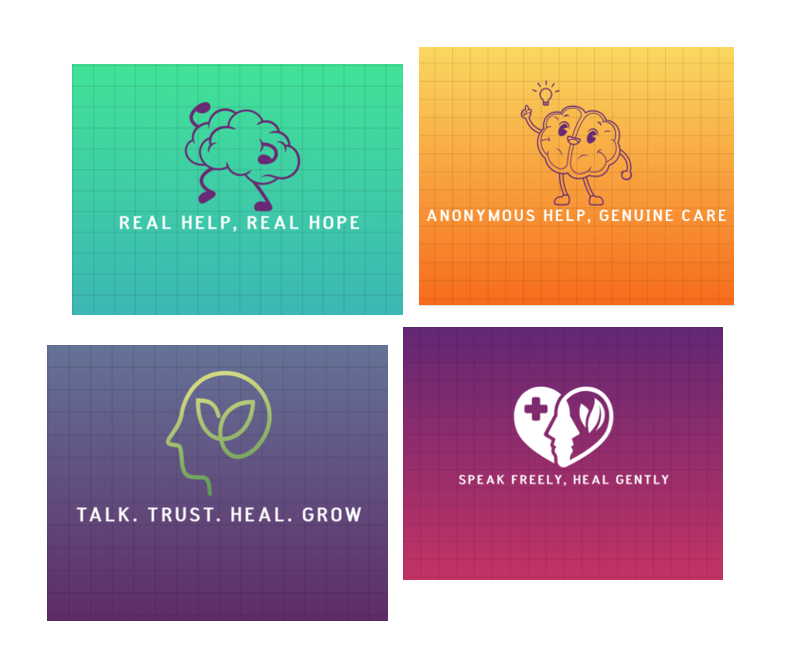 REAL HELP, REAL HOPE
ANONYMOUS HELP, GENUINE CARE
TALK. TRUST. HEAL. GROW
SPEAK FREELY, HEAL GENTLY